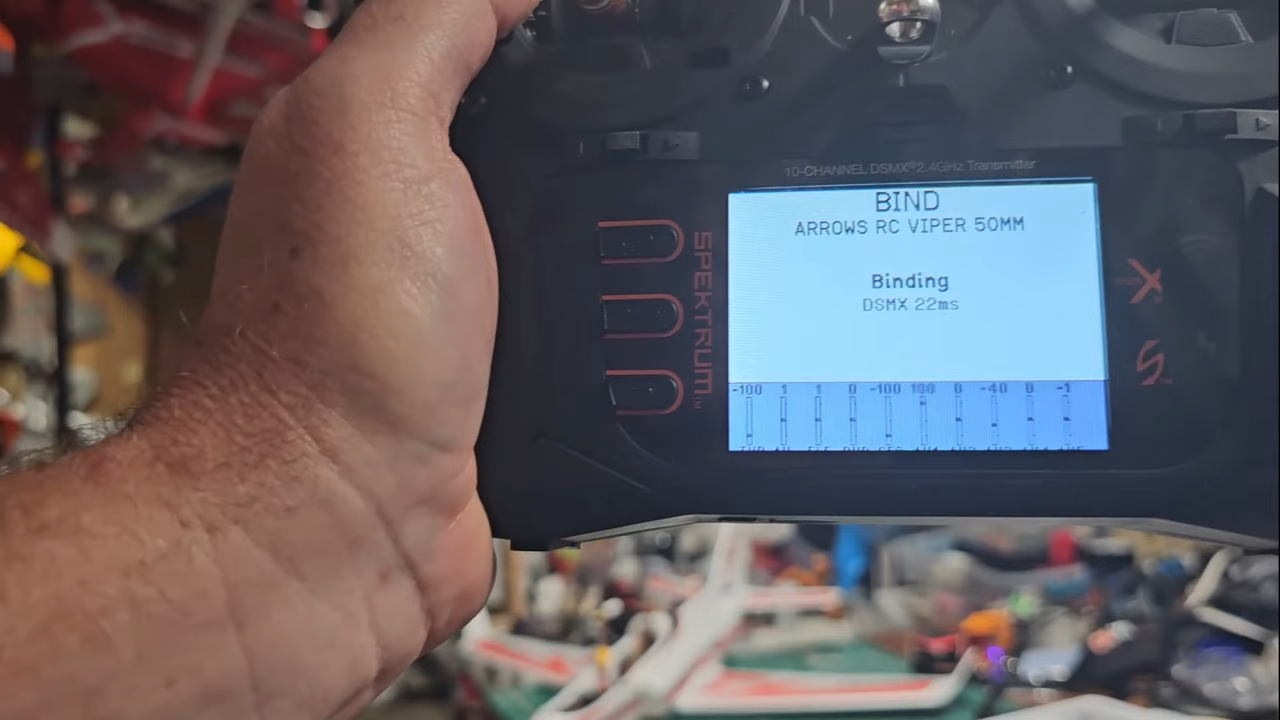 10-CHANNEL DSMX® 2.4GHz Transmitter
BIND
ARROWS RC VIPER 50MM
Binding
DSMX 22ms
-100 1 1 0 -100 100 0 -40 0 -1
SPEKTRUM